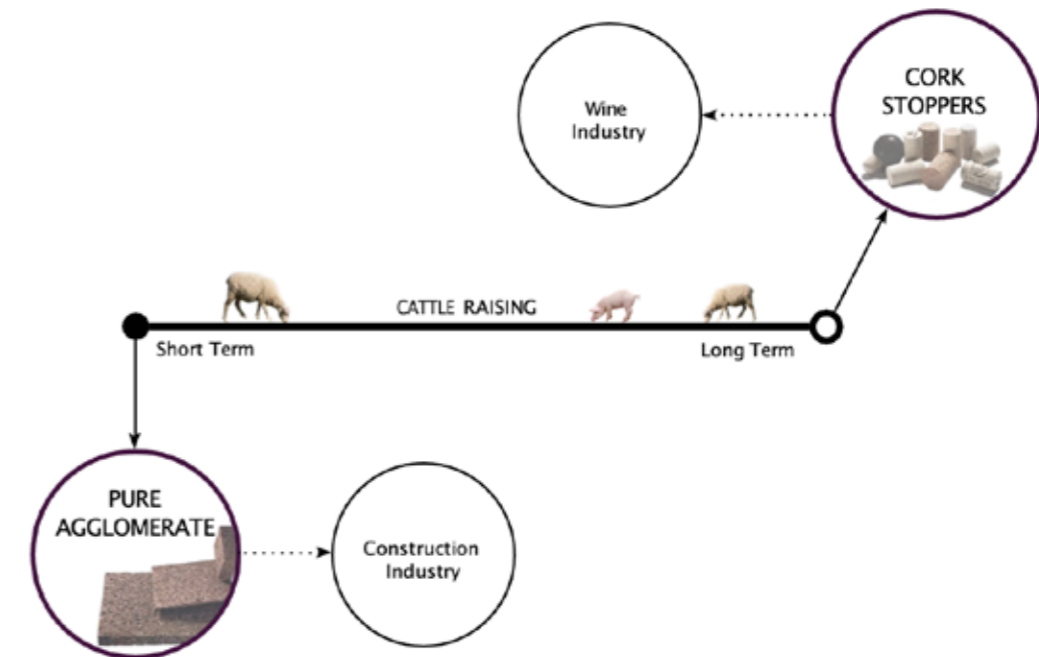 CORK
STOPPERS
Wine
Industry
CATTLE RAISING
Short Term
Long Term
PURE
AGGLOMERATE
Construction
Industry